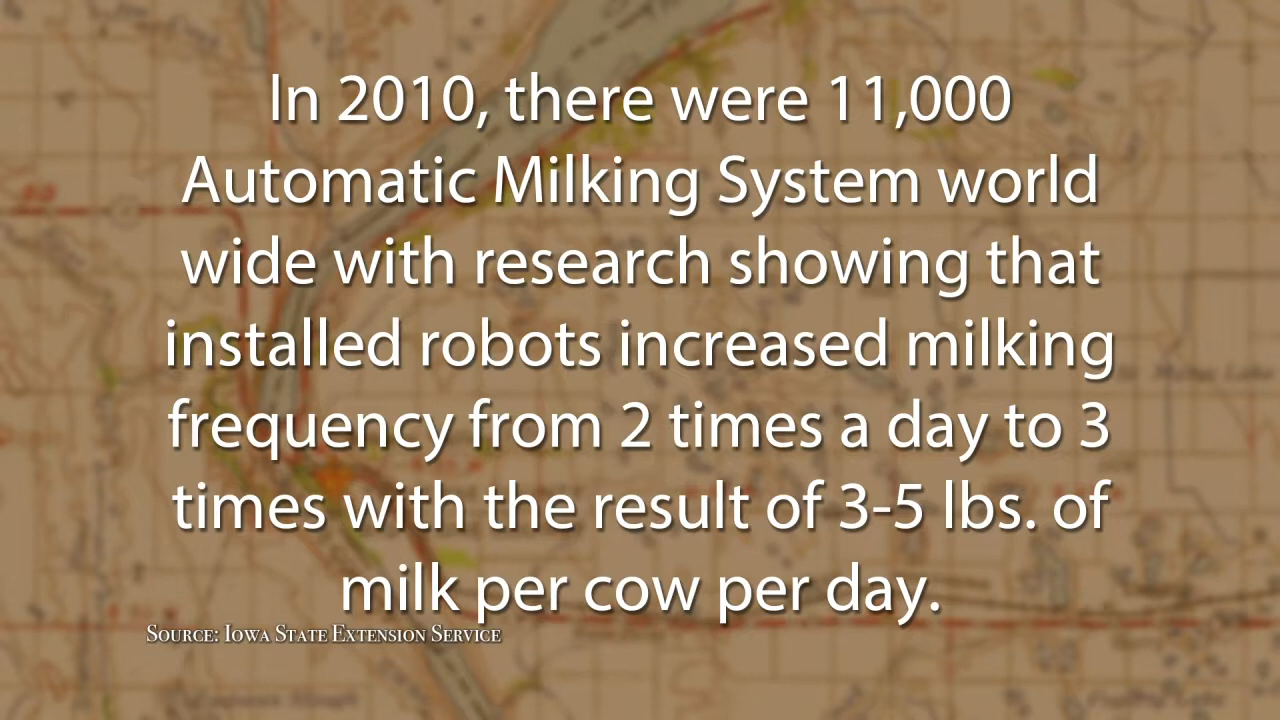 In 2010, there were 11,000
Automatic Milking System world
wide with research showing that
installed robots increased milking
frequency from 2 times a day to 3
times with the result of 3-5 lbs. of
milk per cow per day.
Source: Iowa State Extension Service